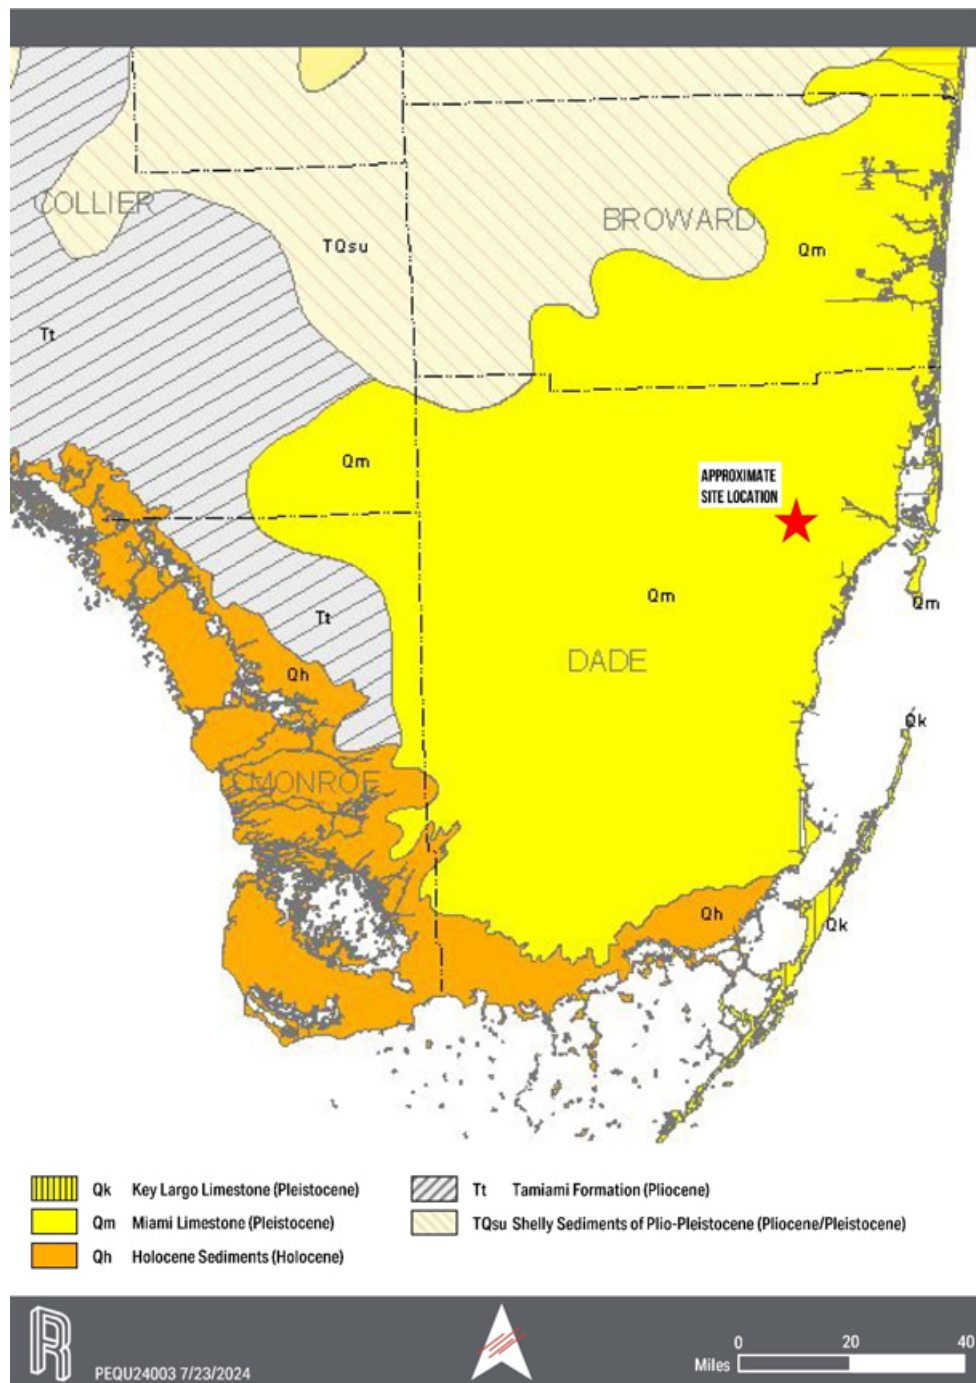 COLLIER
BROWARD
TQsu
Qm
Tt
Qm
APPROXIMATE
SITE LOCATION
Qm
Qm
Tt
DADE
Qh
Qk
MONROE
Qh
Qk
Qk Key Largo Limestone (Pleistocene)
Qm Miami Limestone (Pleistocene)
Qh Holocene Sediments (Holocene)
Tt Tamiami Formation (Pliocene)
TQsu Shelly Sediments of Plio-Pleistocene (Pliocene/Pleistocene)
R
PEQU24003 7/23/2024
0 20 40
Miles